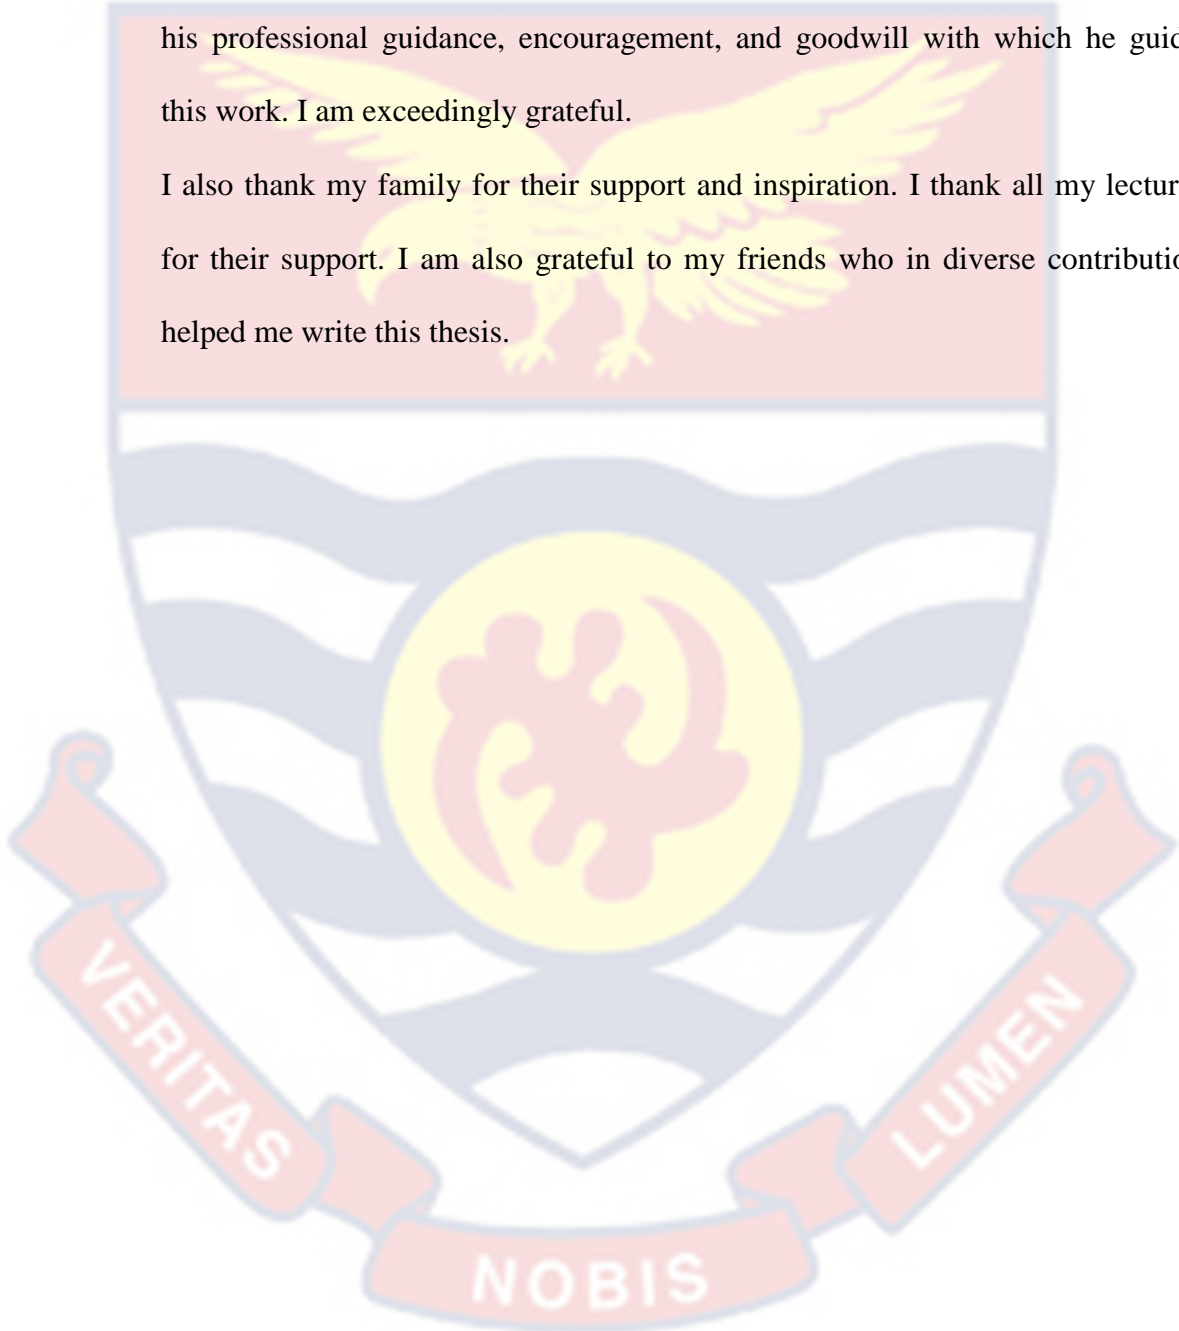 his professional guidance, encouragement, and goodwill with which he guid
this work. I am exceedingly grateful.
I also thank my family for their support and inspiration. I thank all my lectur
for their support. I am also grateful to my friends who in diverse contributio
helped me write this thesis.
VERITAS
NOBIS
LUMEN